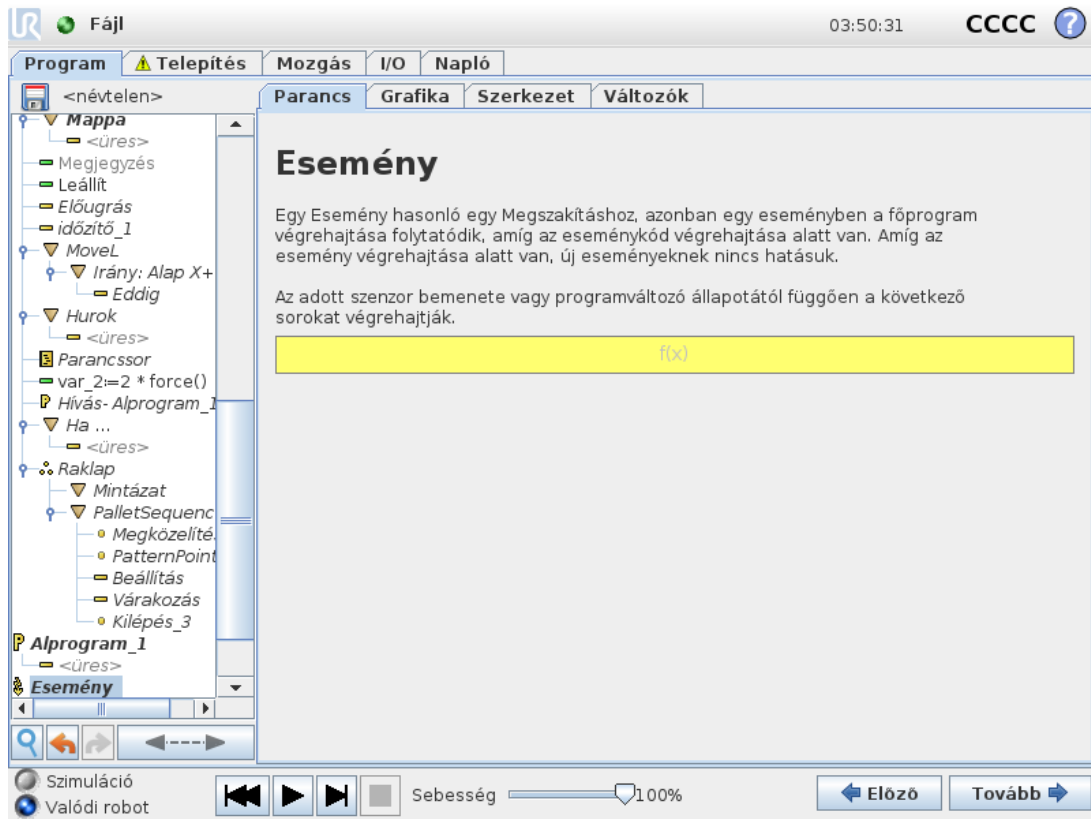 Fájl
03:50:31
CCCC
?
Program
Telepítés
Mozgás
I/O
Napló
<névtelen>
Parancs
Grafika
Szerkezet
Változók
Mappa
<üres>
Megjegyzés
Leállít
Előugrás
időzítő_1
MoveL
Irány: Alap X+
Eddig
Hurok
<üres>
Parancssor
var_2:=2 * force()
Hívás- Alprogram_1
Ha ...
<üres>
Raklap
Mintázat
PalletSequenc
Megközelíté
PatternPoint
Beállítás
Várakozás
Kilépés_3
Alprogram_1
<üres>
Esemény
Esemény
Egy Esemény hasonló egy Megszakításhoz, azonban egy eseményben a főprogram
végrehajtása folytatódik, amíg az eseménykód végrehajtása alatt van. Amíg az
esemény végrehajtása alatt van, új eseményeknek nincs hatásuk.
Az adott szenzor bemenete vagy programváltozó állapotától függően a következő
sorokat végrehajtják.
f(x)
Szimuláció
Valódi robot
Sebesség
100%
Előző
Tovább